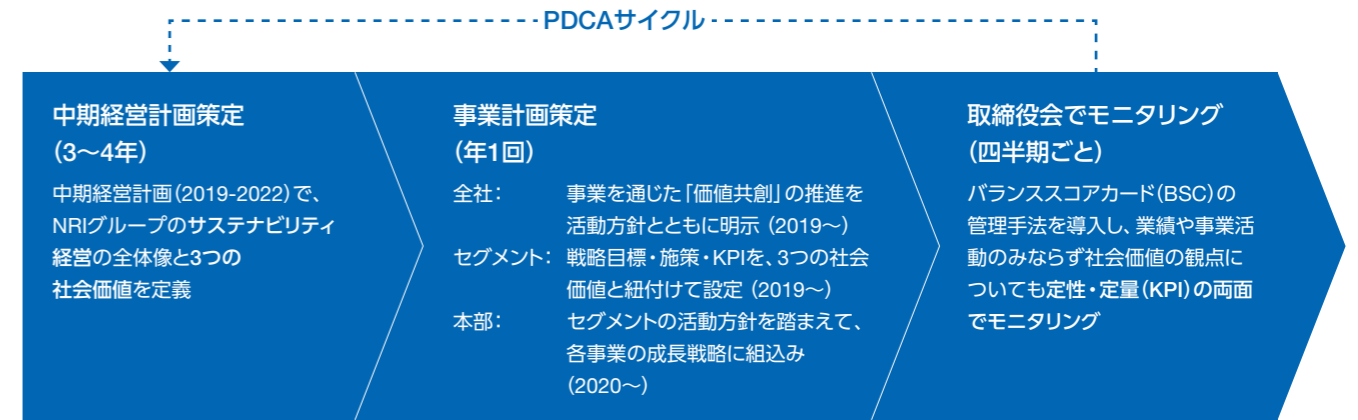 PDCAサイクル
中期経営計画策定
（3〜4年）
中期経営計画（2019-2022）で、
NRIグループのサステナビリティ
経営の全体像と3つの
社会価値を定義
事業計画策定
（年1回）
全社： 事業を通じた「価値共創」の推進を
活動方針とともに明示（2019〜）
セグメント： 戦略目標・施策・KPIを、3つの社会
価値と紐付けて設定（2019〜）
本部： セグメントの活動方針を踏まえて、
各事業の成長戦略に組込み
（2020〜）
取締役会でモニタリング
（四半期ごと）
バランススコアカード（BSC）の
管理手法を導入し、業績や事業活
動のみならず社会価値の観点に
ついても定性・定量（KPI）の両面
でモニタリング